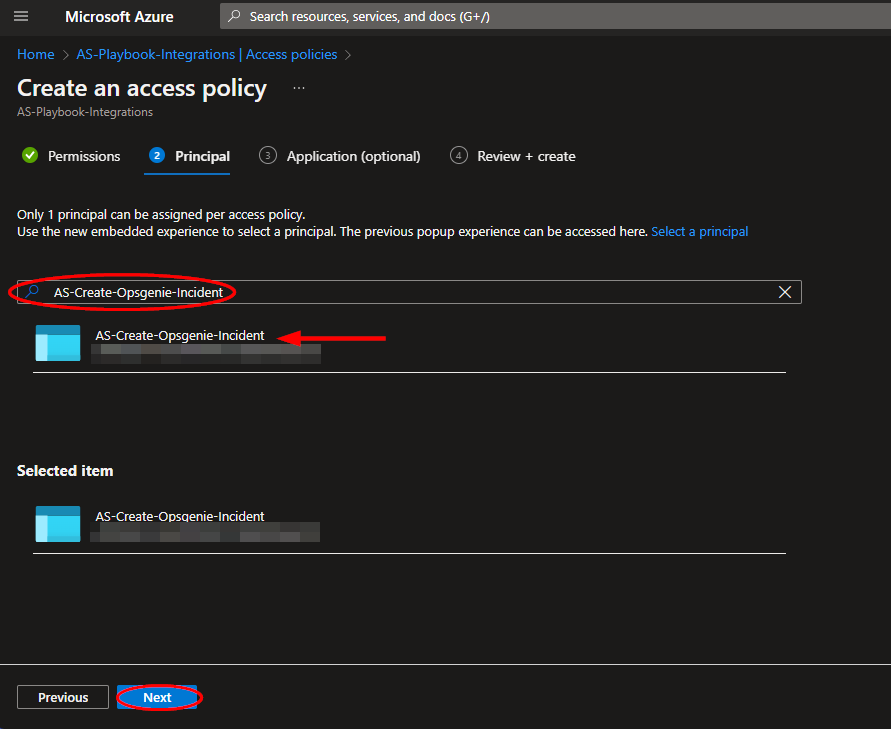 Microsoft Azure
Search resources, services, and docs (G+/)
Home > AS-Playbook-Integrations | Access policies >
Create an access policy ...
AS-Playbook-Integrations
Permissions 2 Principal 3 Application (optional) 4 Review + create
Only 1 principal can be assigned per access policy.
Use the new embedded experience to select a principal. The previous popup experience can be accessed here. Select a principal
AS-Create-Opsgenie-Incident
AS-Create-Opsgenie-Incident
Selected item
AS-Create-Opsgenie-Incident
Previous Next